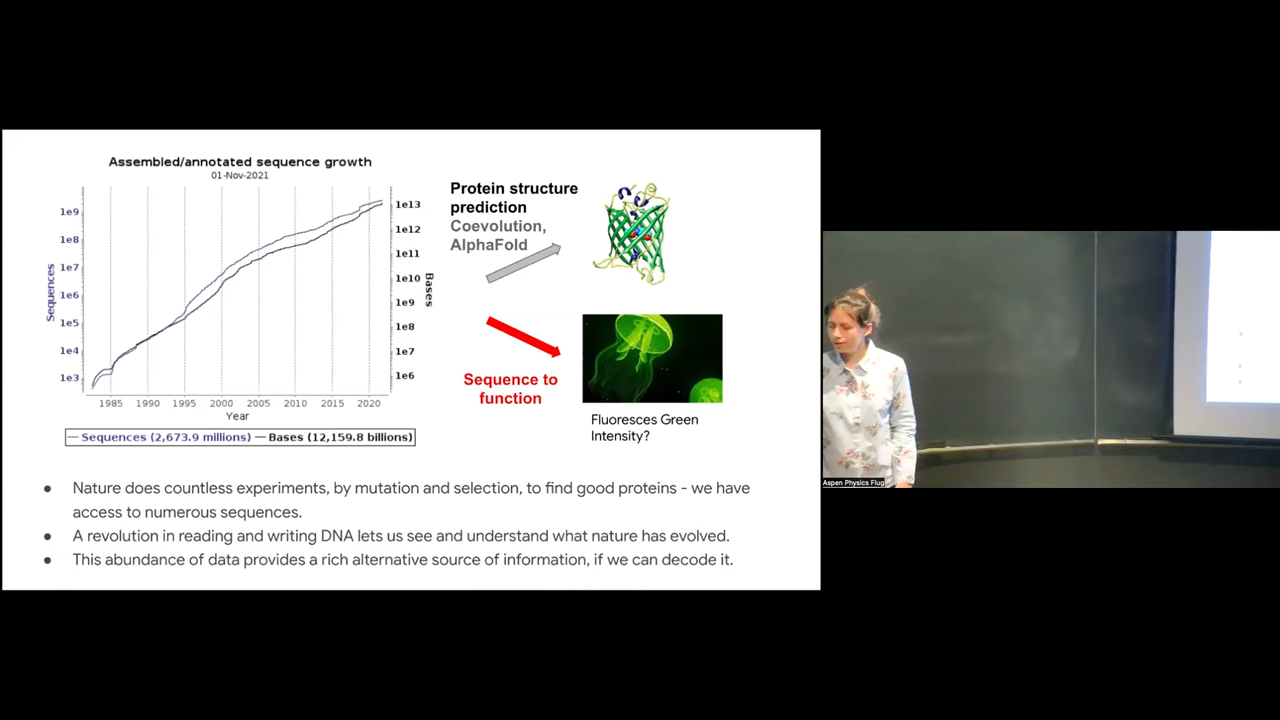 Assembled/annotated sequence growth
01-Nov-2021
Sequences
1e9
1e8
1e7
1e6
1e5
1e4
1e3
1e13
1e12
1e11
1e10
1e9
1e8
1e7
1e6
Bases
1985 1990 1995 2000 2005 2010 2015 2020
Year
— Sequences (2,673.9 millions) — Bases (12,159.8 billions)
Protein structure
prediction
Coevolution,
AlphaFold
Sequence to
function
Fluoresces Green
Intensity?
● Nature does countless experiments, by mutation and selection, to find good proteins - we have
access to numerous sequences.
● A revolution in reading and writing DNA lets us see and understand what nature has evolved.
● This abundance of data provides a rich alternative source of information, if we can decode it.
Aspen Physics Flug